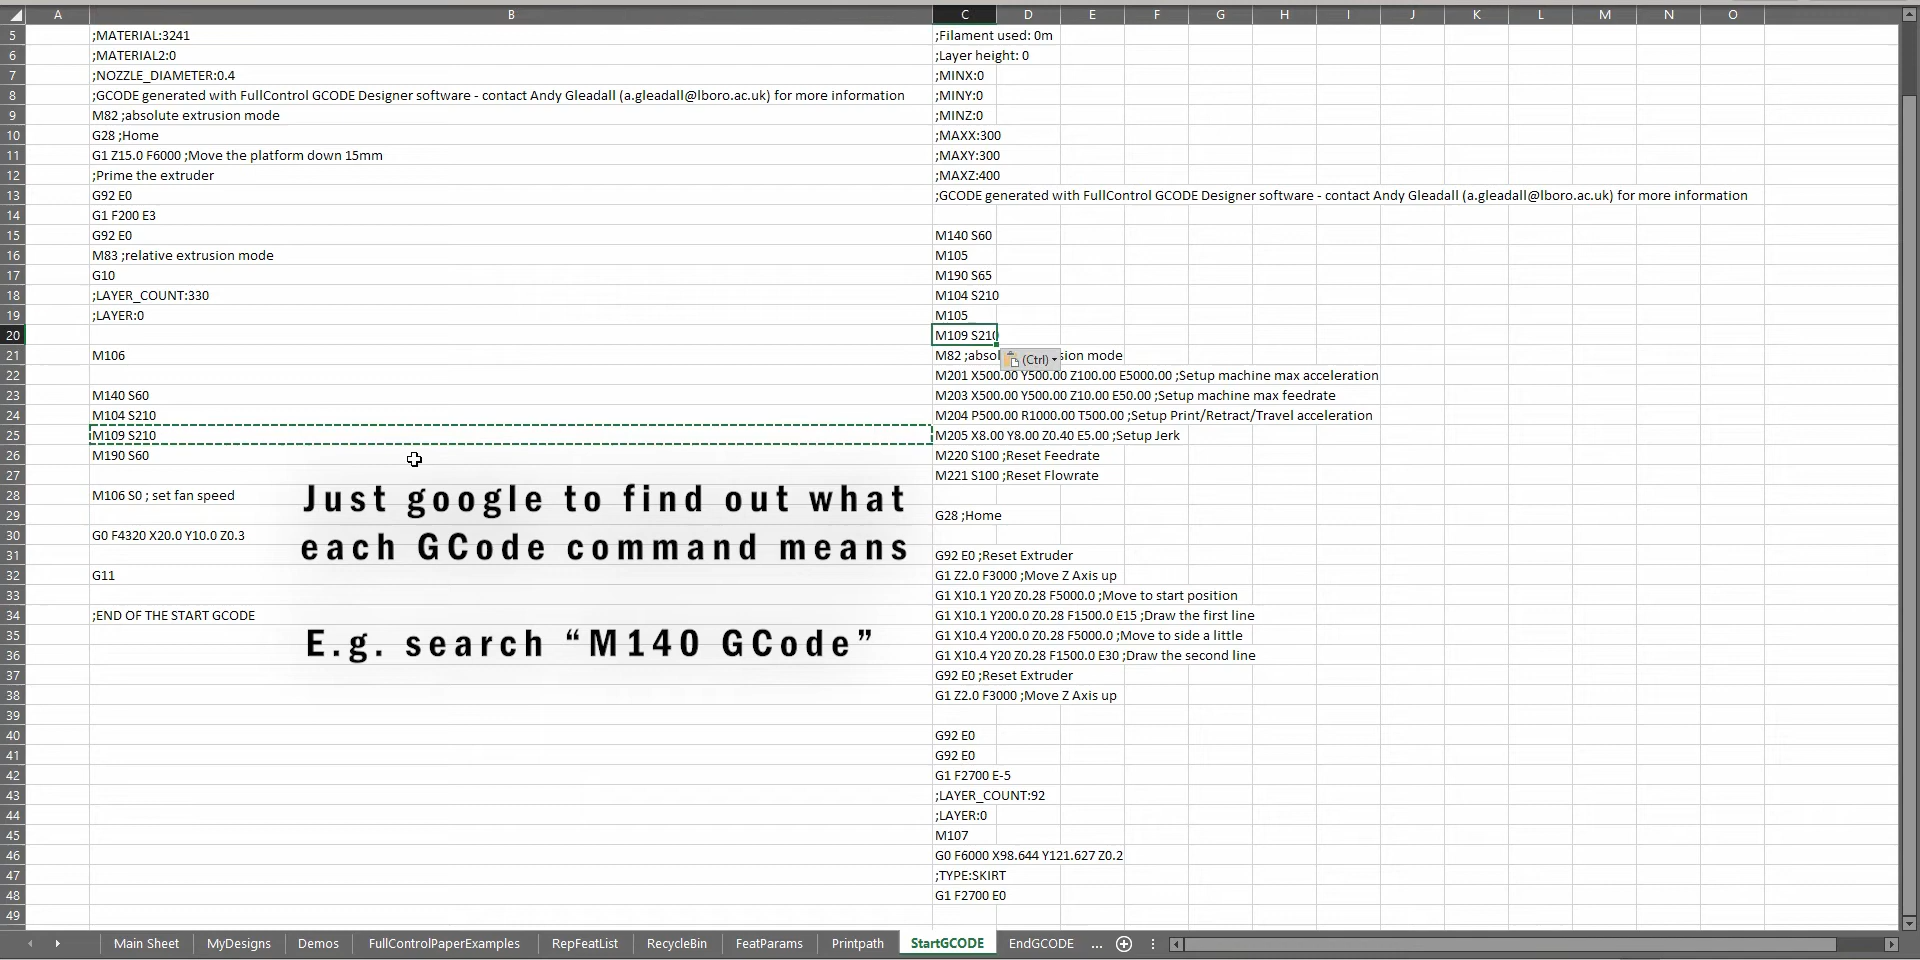 A B C D E F G H I J K L M N O
5 ;MATERIAL:3241 ;Filament used: 0m
6 ;MATERIAL2:0 ;Layer height: 0
7 ;NOZZLE_DIAMETER:0.4 ;MINX:0
8 ;GCODE generated with FullControl GCODE Designer software - contact Andy Gleadall (a.gleadall@lboro.ac.uk) for more information ;MINY:0
9 M82 ;absolute extrusion mode ;MINZ:0
10 G28 ;Home ;MAXX:300
11 G1 Z15.0 F6000 ;Move the platform down 15mm ;MAXY:300
12 ;Prime the extruder ;MAXZ:400
13 G92 E0 ;GCODE generated with FullControl GCODE Designer software - contact Andy Gleadall (a.gleadall@lboro.ac.uk) for more information
14 G1 F200 E3
15 G92 E0 M140 S60
16 M83 ;relative extrusion mode M105
17 G10 M190 S65
18 ;LAYER_COUNT:330 M104 S210
19 ;LAYER:0 M105
20 M109 S210
21 M106 M82 ;absol sion mode
(Ctrl)
22 M201 X500.00 Y500.00 Z100.00 E5000.00 ;Setup machine max acceleration
23 M140 S60 M203 X500.00 Y500.00 Z10.00 E50.00 ;Setup machine max feedrate
24 M104 S210 M204 P500.00 R1000.00 T500.00 ;Setup Print/Retract/Travel acceleration
25 M109 S210 M205 X8.00 Y8.00 Z0.40 E5.00 ;Setup Jerk
26 M190 S60 M220 S100 ;Reset Feedrate
27 M221 S100 ;Reset Flowrate
28 M106 S0 ; set fan speed
Just google to find out what
29 G28 ;Home
30 G0 F4320 X20.0 Y10.0 Z0.3
each GCode command means
31 G92 E0 ;Reset Extruder
32 G11 G1 Z2.0 F3000 ;Move Z Axis up
33 G1 X10.1 Y20 Z0.28 F5000.0 ;Move to start position
34 ;END OF THE START GCODE G1 X10.1 Y200.0 Z0.28 F1500.0 E15 ;Draw the first line
35 G1 X10.4 Y200.0 Z0.28 F5000.0 ;Move to side a little
E.g. search “M140 GCode”
36 G1 X10.4 Y20 Z0.28 F1500.0 E30 ;Draw the second line
37 G92 E0 ;Reset Extruder
38 G1 Z2.0 F3000 ;Move Z Axis up
39
40 G92 E0
41 G92 E0
42 G1 F2700 E-5
43 ;LAYER_COUNT:92
44 ;LAYER:0
45 M107
46 G0 F6000 X98.644 Y121.627 Z0.2
47 ;TYPE:SKIRT
48 G1 F2700 E0
49
Main Sheet MyDesigns Demos FullControlPaperExamples RepFeatList RecycleBin FeatParams Printpath StartGCODE EndGCODE ...